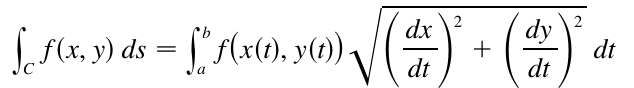 ∫_C f(x, y) ds = ∫_a^b f(x(t), y(t)) √((dx/dt)² + (dy/dt)²) dt